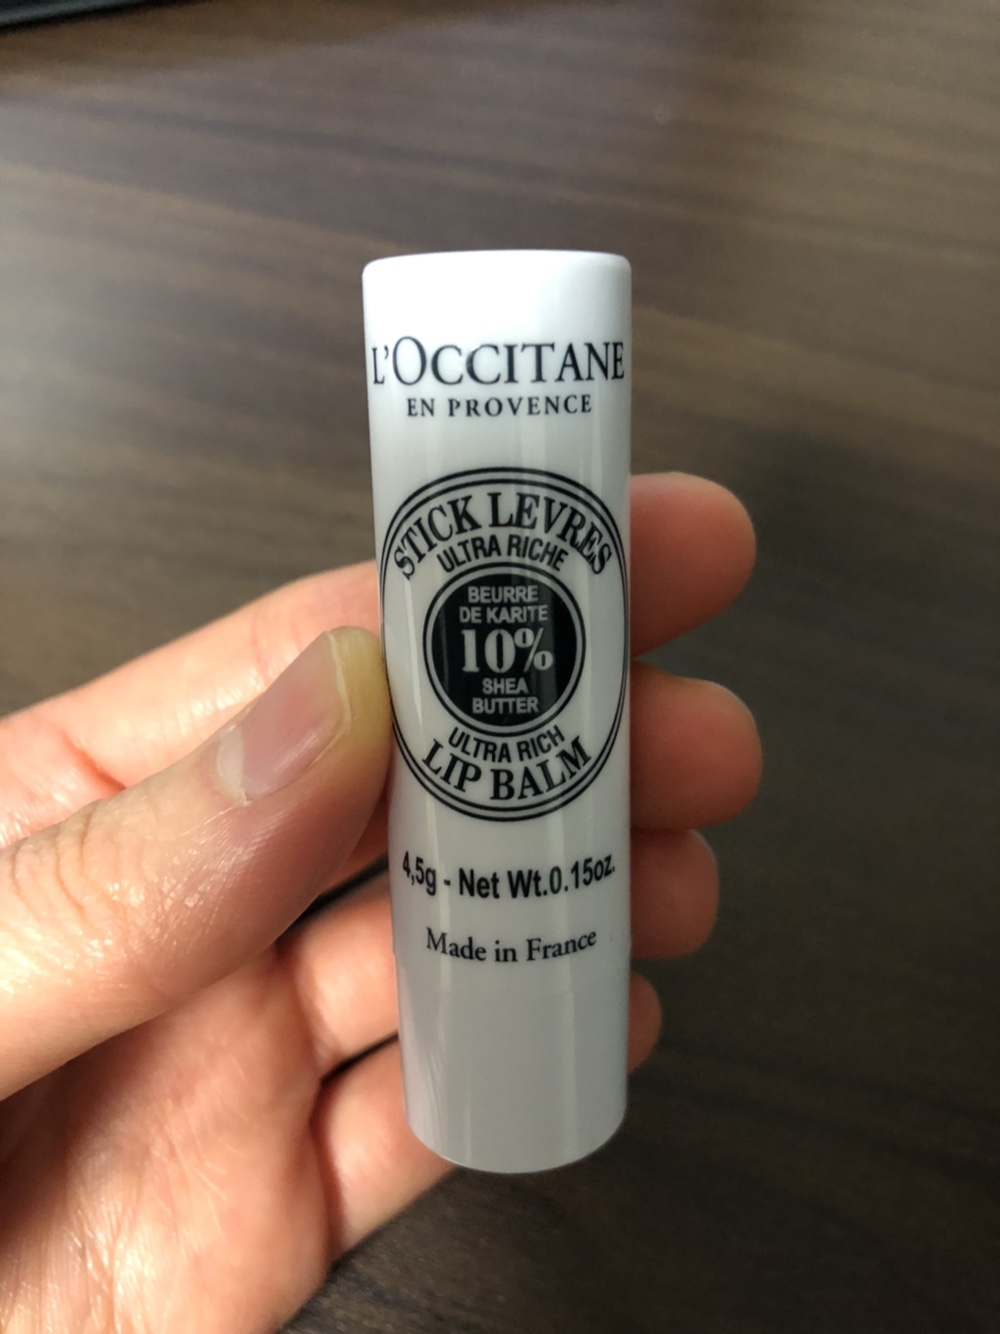 L'OCCITANE
EN PROVENCE
STICK LEVRES
ULTRA RICHE
BEURRE
DE KARITE
10%
SHEA
BUTTER
ULTRA RICH
LIP BALM
4,5g - Net Wt.0.15oz.
Made in France